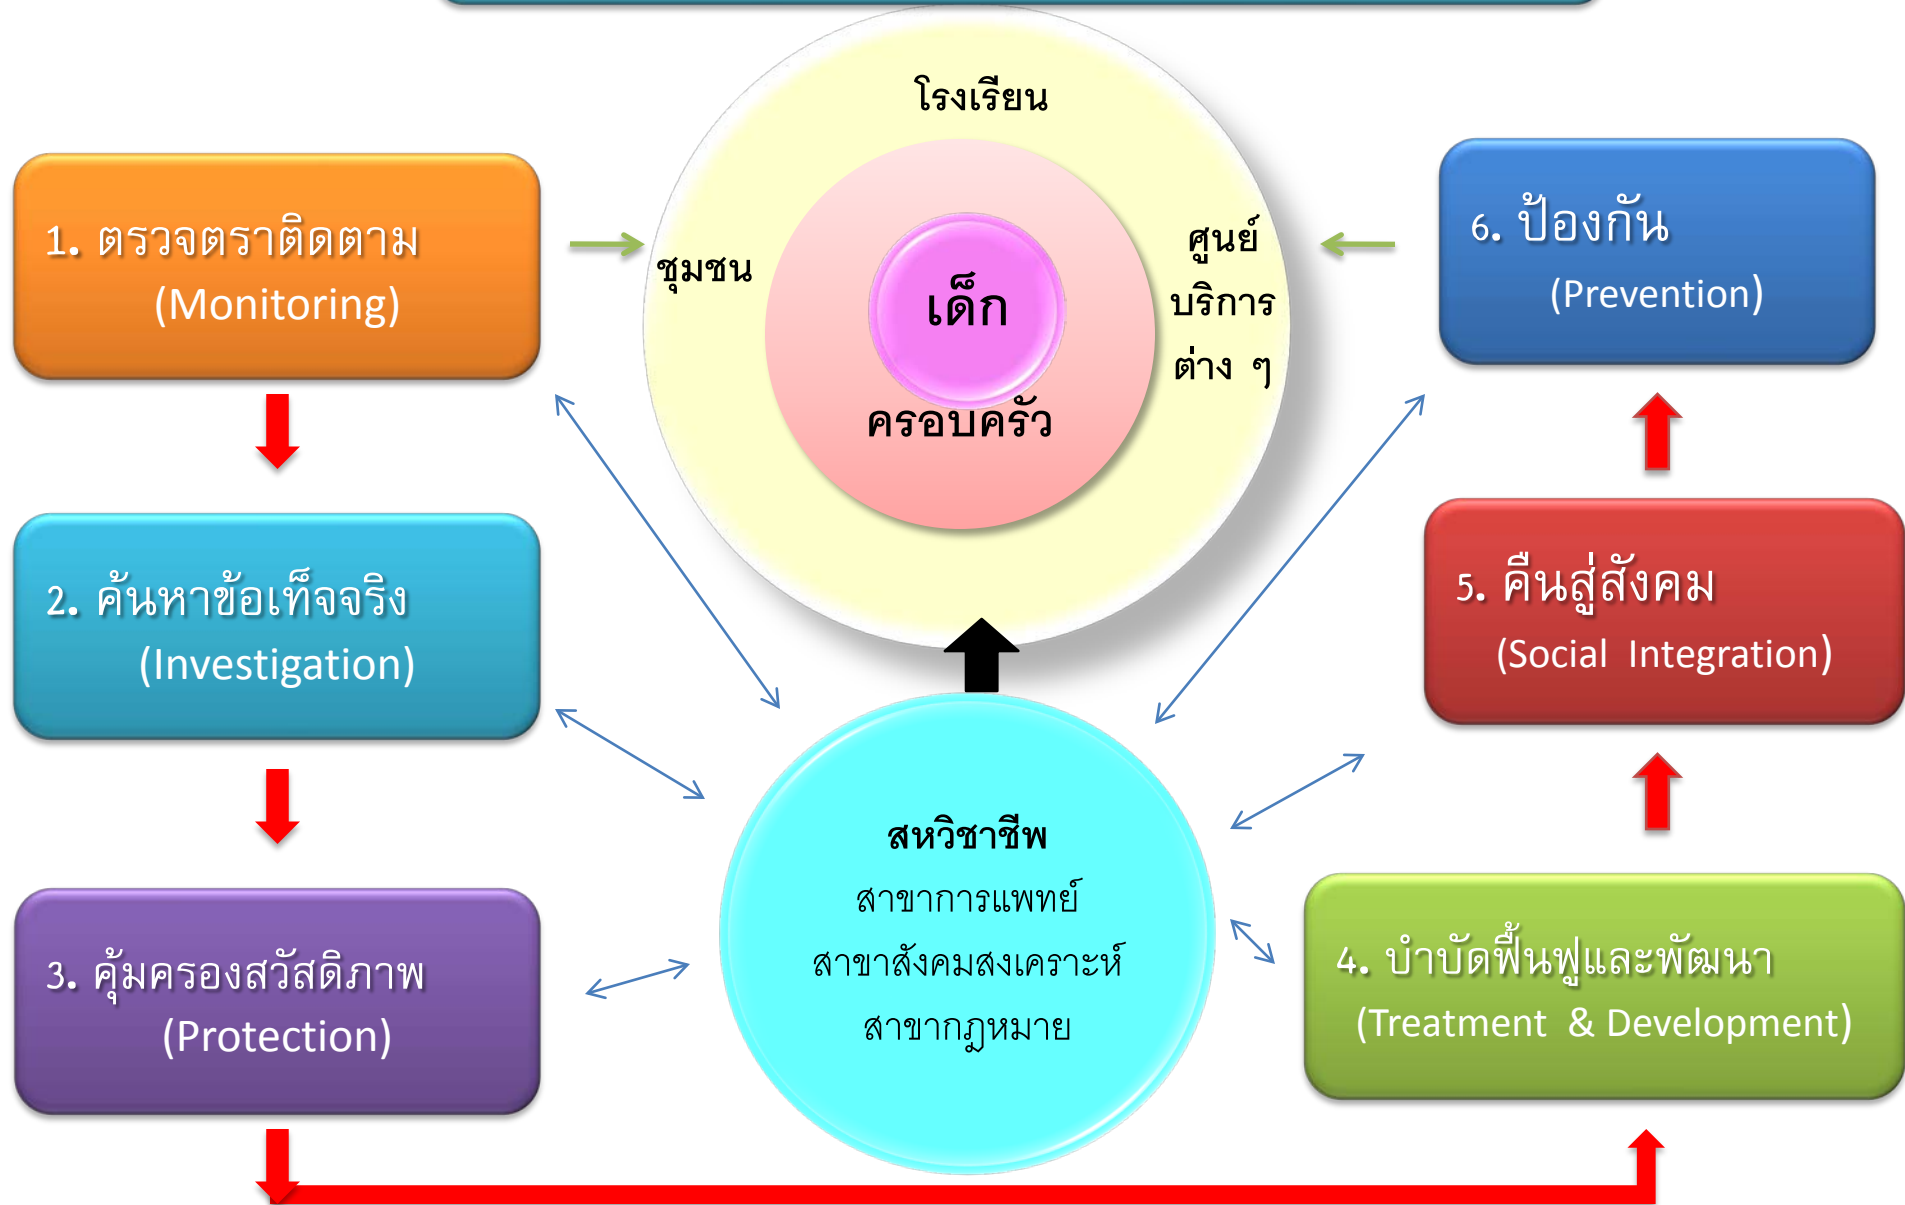 โรงเรียน
ชุมชน
ศูนย์
บริการ
ต่าง ๆ
เด็ก
ครอบครัว
1. ตรวจตราติดตาม
(Monitoring)
2. ค้นหาข้อเท็จจริง
(Investigation)
3. คุ้มครองสวัสดิภาพ
(Protection)
สหวิชาชีพ
สาขาการแพทย์
สาขาสังคมสงเคราะห์
สาขากฎหมาย
4. บำบัดฟื้นฟูและพัฒนา
(Treatment & Development)
5. คืนสู่สังคม
(Social Integration)
6. ป้องกัน
(Prevention)